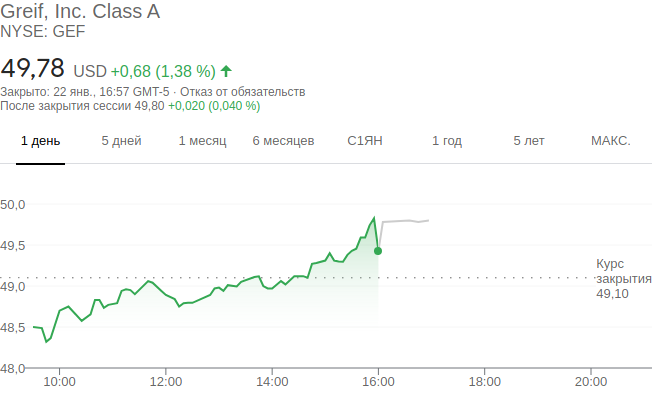 Greif, Inc. Class A
NYSE: GEF
49,78 USD +0,68 (1,38 %)
Закрыто: 22 янв., 16:57 GMT-5 · Отказ от обязательств
После закрытия сессии 49,80 +0,020 (0,040 %)
1 день 5 дней 1 месяц 6 месяцев С1ЯН 1 год 5 лет МАКС.
50,0
49,5
Курс
закрытия
49,10
49,0
48,5
48,0
10:00 12:00 14:00 16:00 18:00 20:00